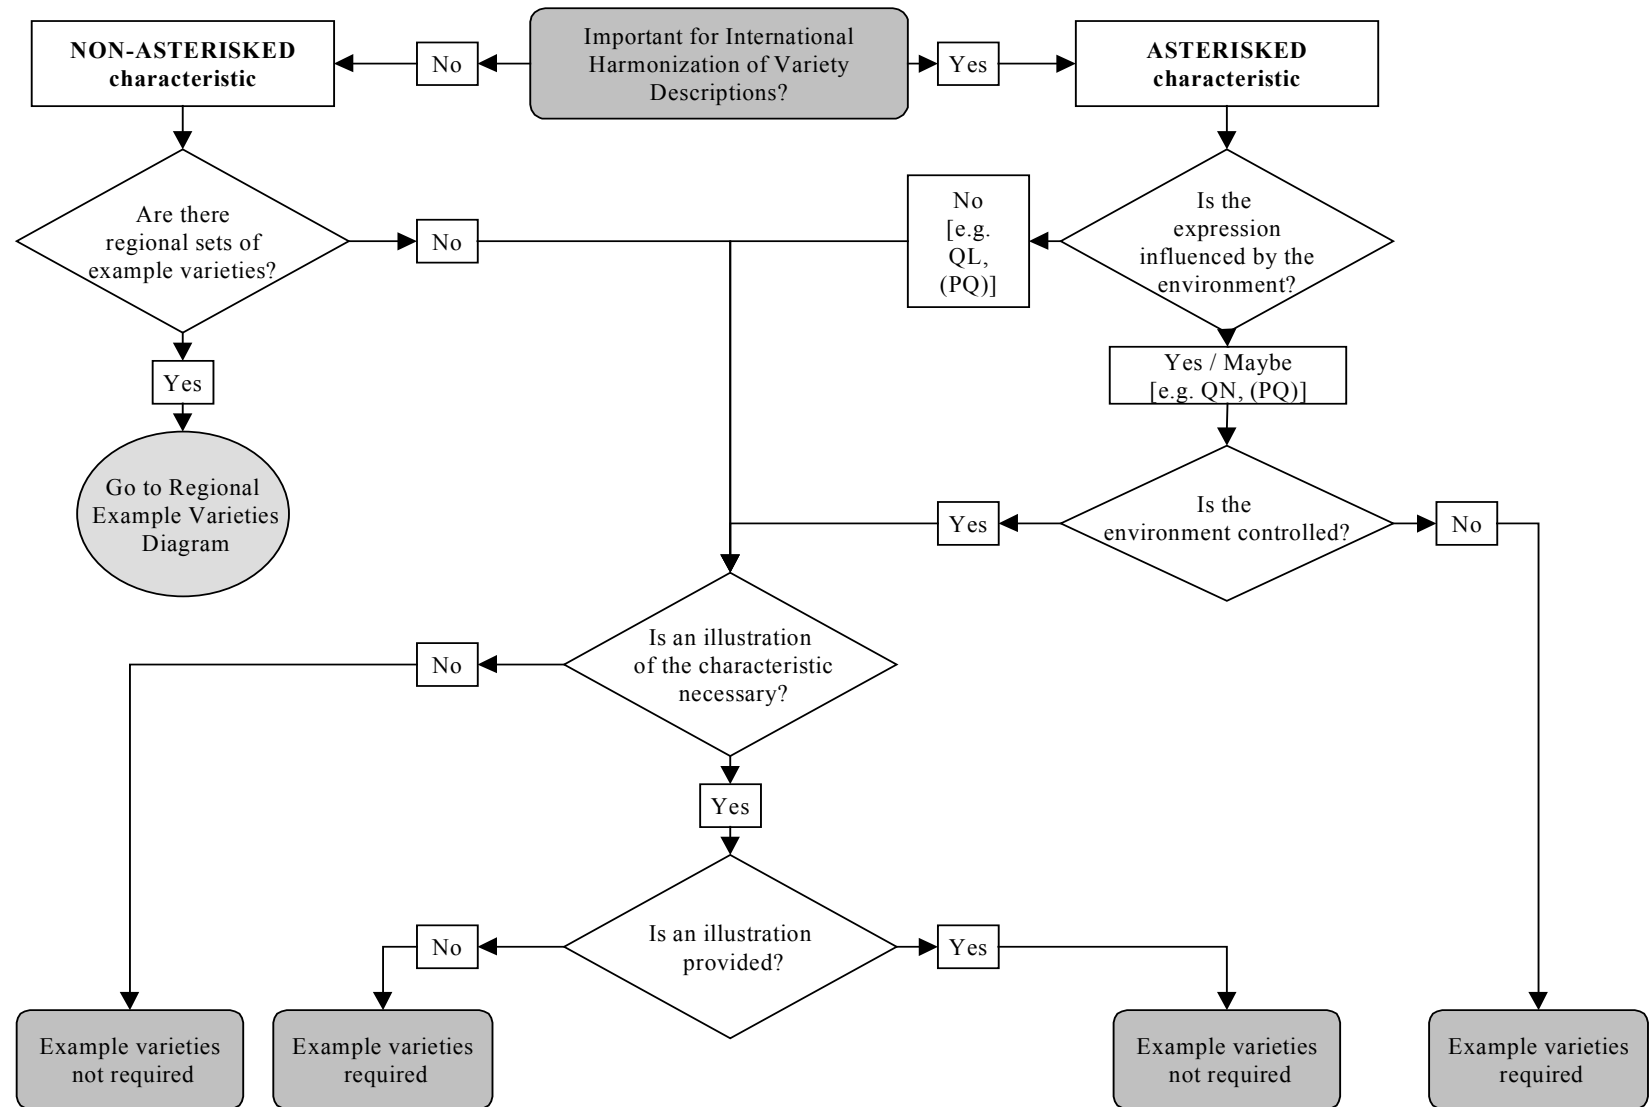 NON-ASTERISKED
characteristic
No
Important for International
Harmonization of Variety
Descriptions?
Yes
ASTERISKED
characteristic
Are there
regional sets of
example varieties?
No
No
[e.g.
QL,
(PQ)]
Is the
expression
influenced by the
environment?
Yes
Yes / Maybe
[e.g. QN, (PQ)]
Go to Regional
Example Varieties
Diagram
Yes
Is the
environment controlled?
No
No
Is an illustration
of the characteristic
necessary?
Yes
No
Is an illustration
provided?
Yes
Example varieties
not required
Example varieties
required
Example varieties
not required
Example varieties
required